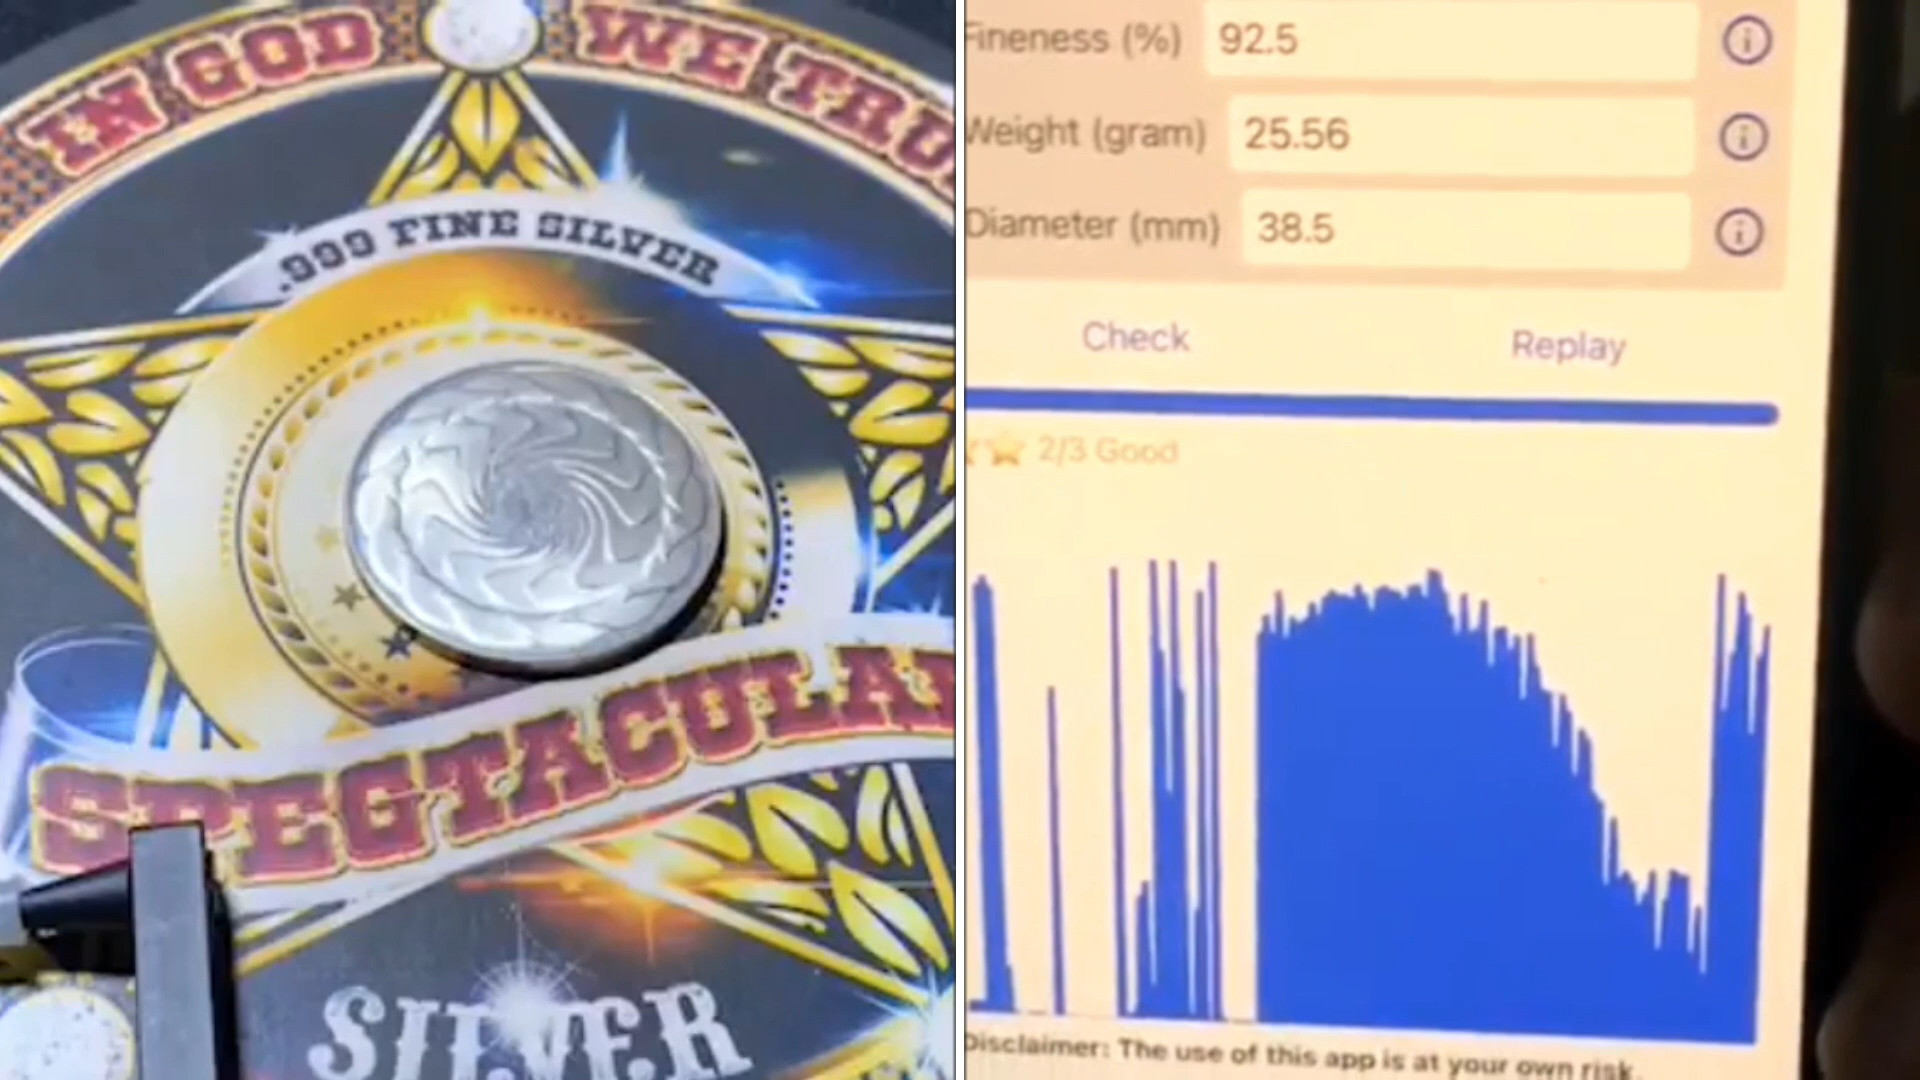 IN GOD WE TRU
.999 FINE SILVER
SPEGTACULAR
SILVER
Fineness (%) 92.5
Weight (gram) 25.56
Diameter (mm) 38.5
Check Replay
2/3 Good
Disclaimer: The use of this app is at your own risk.